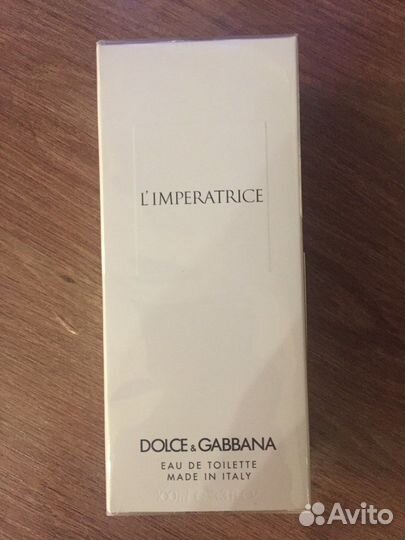 L'IMPERATRICE
DOLCE & GABBANA
EAU DE TOILETTE
MADE IN ITALY
Avito